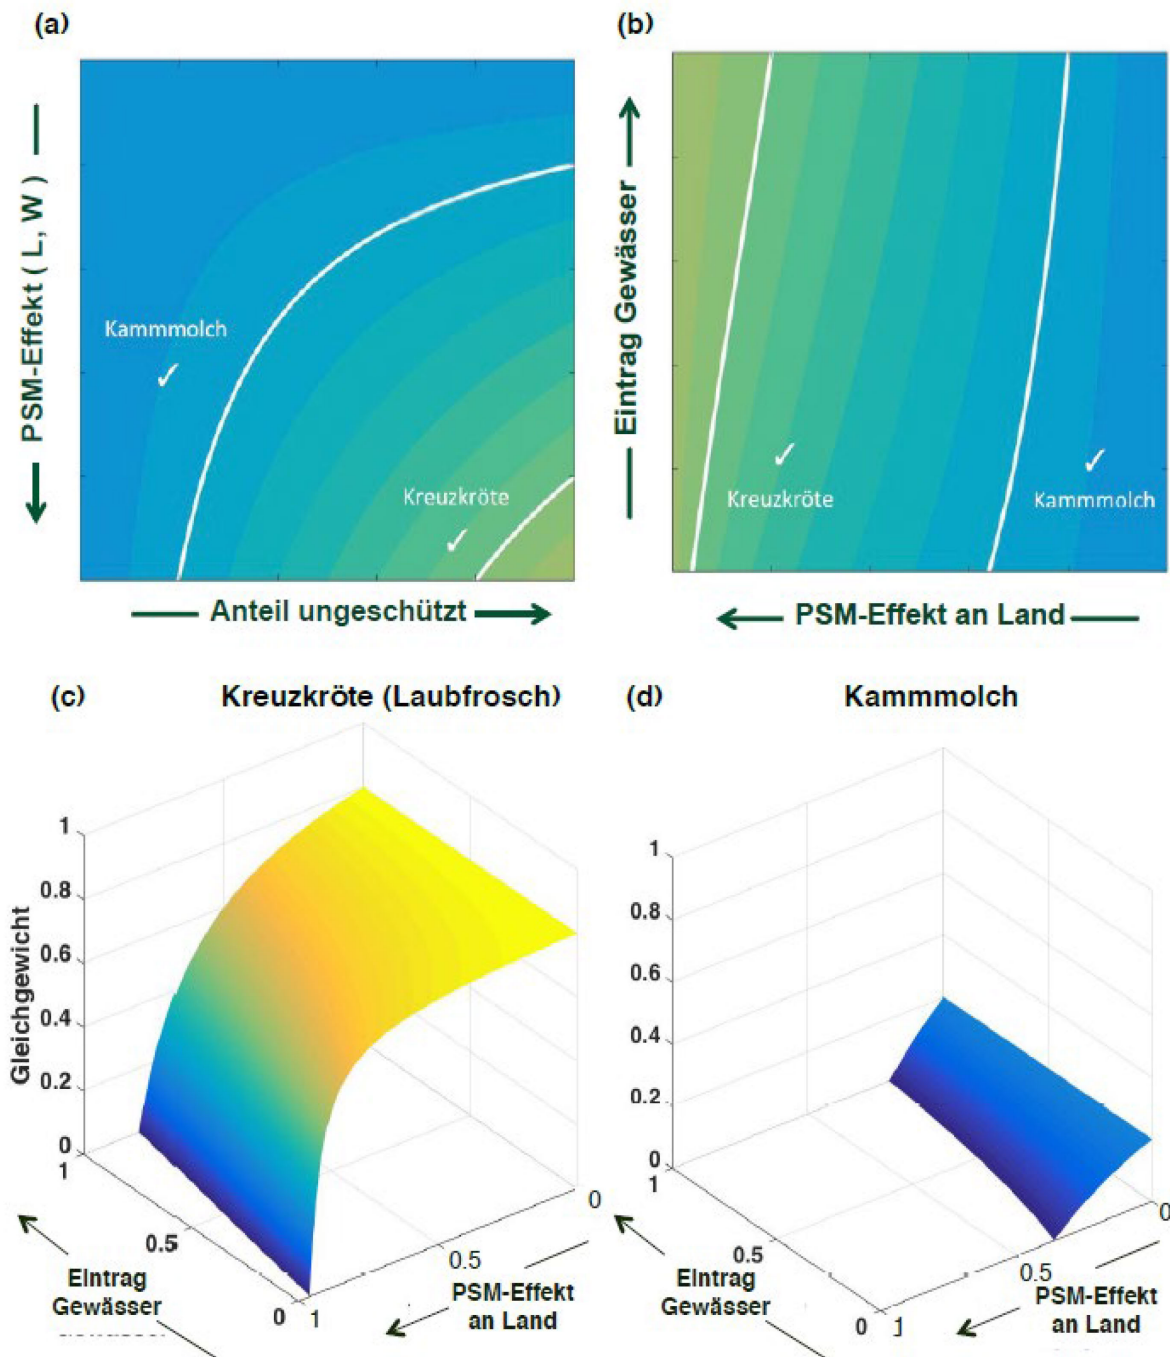 (a)
(b)
PSM-Effekt ( L, W )
Kammmolch
✓
Kreuzkröte
✓
Anteil ungeschützt
Eintrag Gewässer
✓
Kreuzkröte
✓
Kammmolch
PSM-Effekt an Land
(c)
Kreuzkröte (Laubfrosch)
Gleichgewicht
1
0.8
0.6
0.4
0.2
0
1
0.5
0
1
0.5
0
Eintrag
Gewässer
PSM-Effekt
an Land
(d)
Kammmolch
1
0.8
0.6
0.4
0.2
0
1
0.5
0
1
0.5
0
Eintrag
Gewässer
PSM-Effekt
an Land